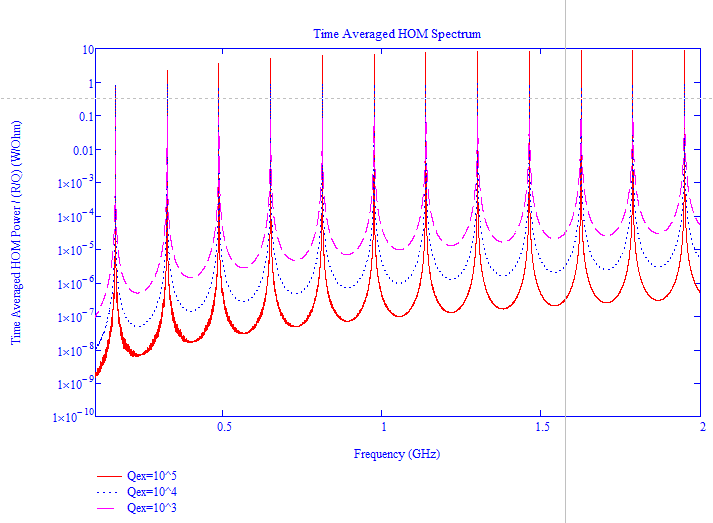 Time Averaged HOM Spectrum
Time Averaged HOM Power / (R/Q) (W/Ohm)
10
1
0.1
0.01
1×10⁻³
1×10⁻⁴
1×10⁻⁵
1×10⁻⁶
1×10⁻⁷
1×10⁻⁸
1×10⁻⁹
1×10⁻¹⁰
0.5 1 1.5 2
Frequency (GHz)
Qex=10^5
Qex=10^4
Qex=10^3